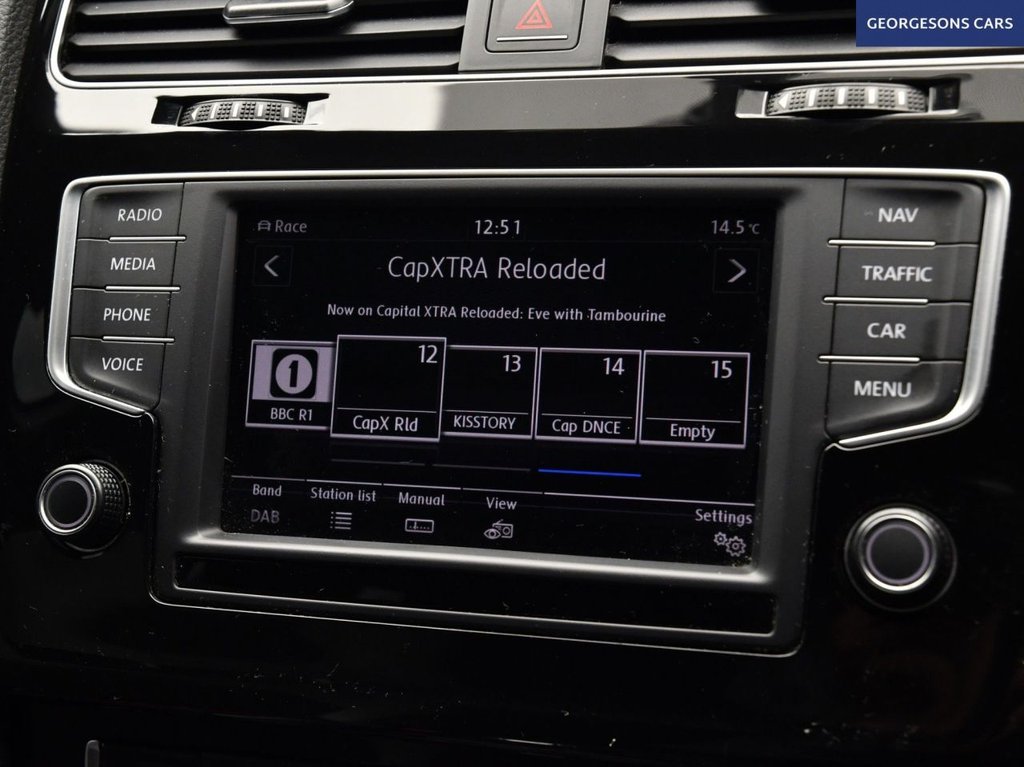 GEORGESONS CARS
RADIO
MEDIA
PHONE
VOICE
Race 12:51 14.5°C
CapXTRA Reloaded
Now on Capital XTRA Reloaded: Eve with Tambourine
1 12 13 14 15
BBC R1 CapX Rld KISSTORY Cap DNCE Empty
Band Station list Manual View Settings
DAB
NAV
TRAFFIC
CAR
MENU